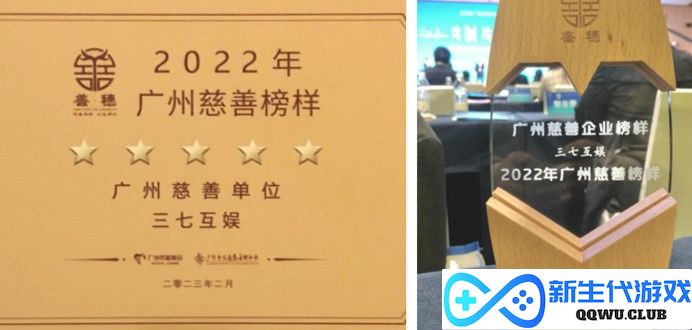 2022年
广州慈善榜样
善穗
广州慈善单位
三七互娱
二零二三年二月
善穗
广州慈善企业榜样
三七互娱
2022年广州慈善榜样
新生代游戏
QQWU.CLUB